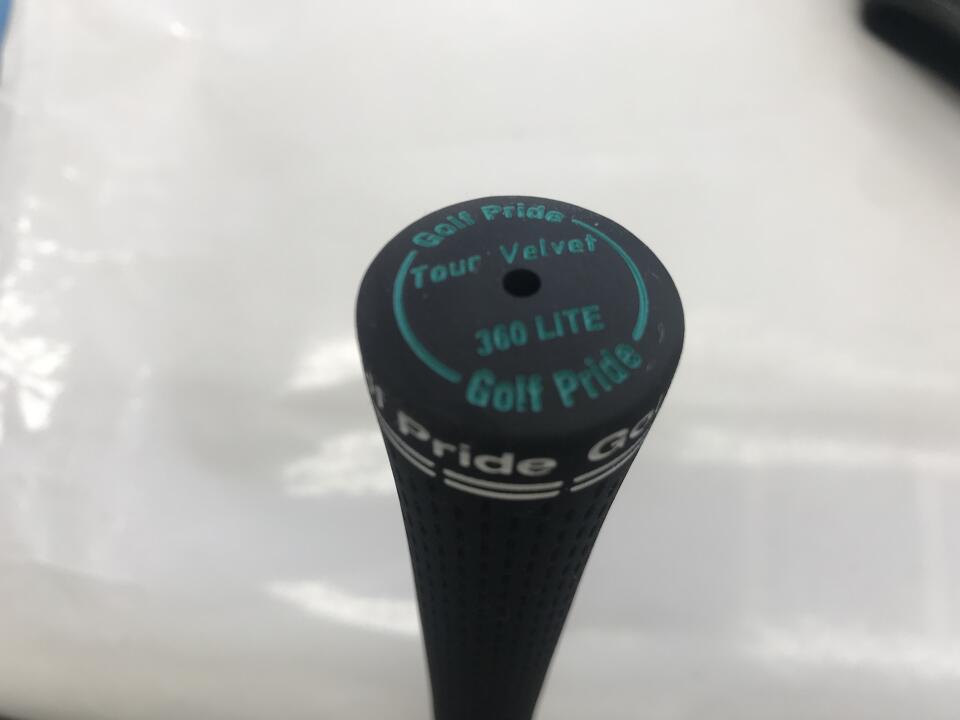 Golf Pride
Tour Velvet
360 LITE
Golf Pride
Pride Go